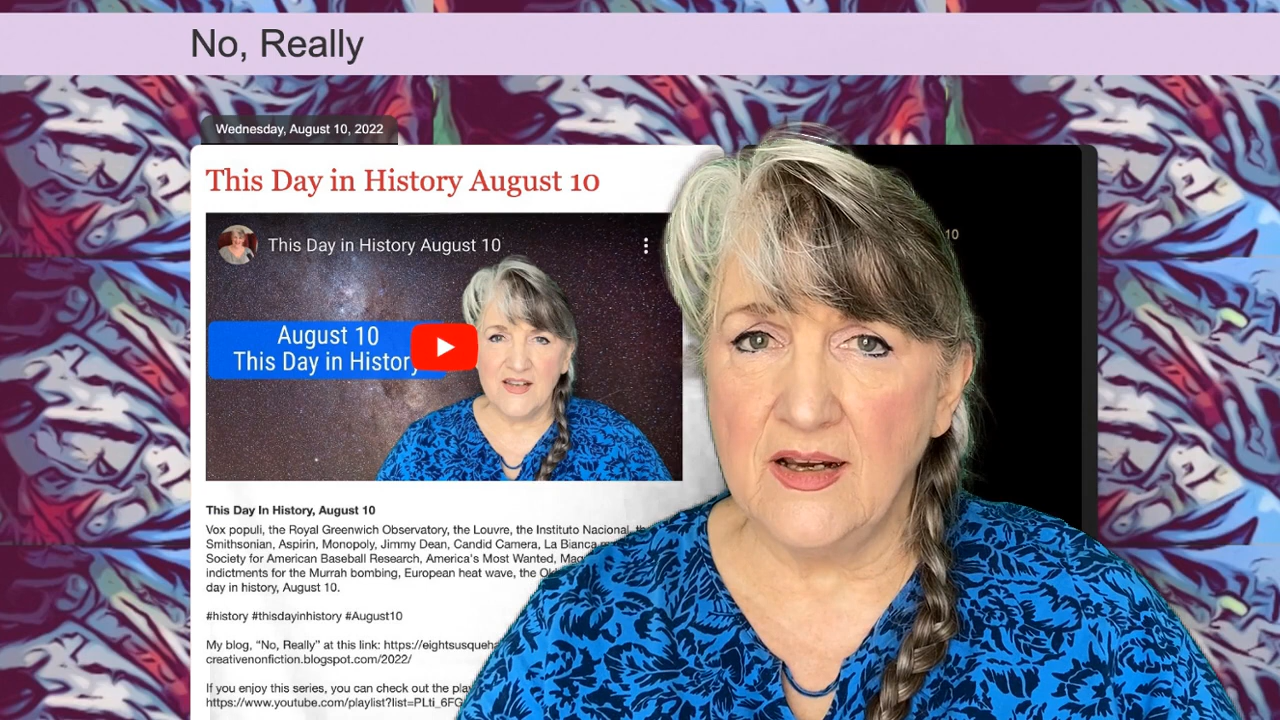 No, Really
Wednesday, August 10, 2022
This Day in History August 10
This Day in History August 10
10
August 10
This Day in History
This Day In History, August 10
Vox populi, the Royal Greenwich Observatory, the Louvre, the Instituto Nacional,
Smithsonian, Aspirin, Monopoly, Jimmy Dean, Candid Camera, La Bianca
Society for American Baseball Research, America's Most Wanted,
indictments for the Murrah bombing, European heat wave, the
day in history, August 10.
#history #thisdayinhistory #August10
My blog, “No, Really” at this link:
creativenonfiction.blogspot.com/2022/
If you enjoy this series, you can check out the
https://www.youtube.com/playlist?list=PLti_6FG